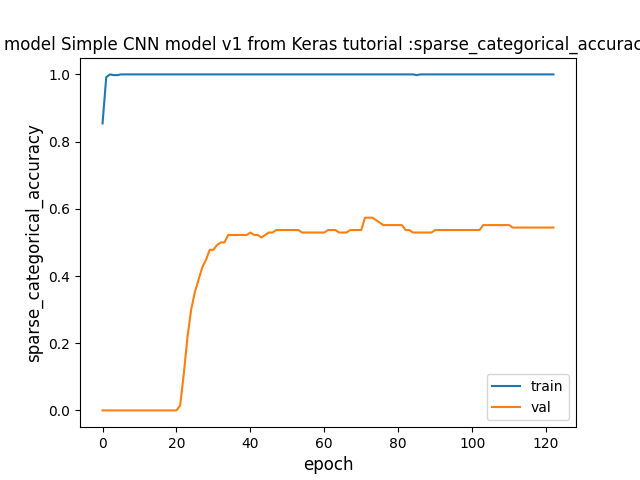 model Simple CNN model v1 from Keras tutorial :sparse_categorical_accurac
1.0
0.8
0.6
0.4
0.2
0.0
sparse_categorical_accuracy
0 20 40 60 80 100 120
epoch
train
val